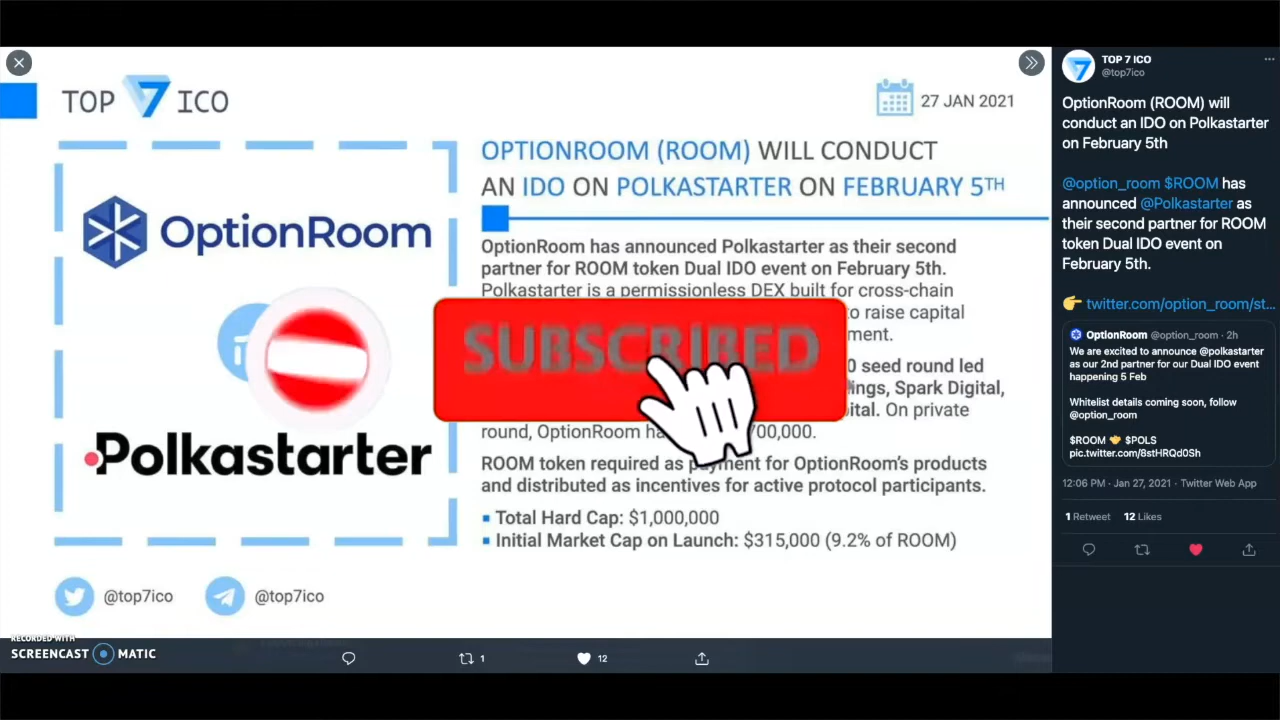 TOP 7 ICO
27 JAN 2021
OptionRoom
Polkastarter
@top7ico
@top7ico
OPTIONROOM (ROOM) WILL CONDUCT
AN IDO ON POLKASTARTER ON FEBRUARY 5TH
OptionRoom has announced Polkastarter as their second
partner for ROOM token Dual IDO event on February 5th.
Polkastarter is a permissionless DEX built for cross-chain
to raise capital
SUBSCRIBED
0 seed round led
Spark Digital,
On private
round, OptionRoom 700,000.
ROOM token required as payment for OptionRoom's products
and distributed as incentives for active protocol participants.
▪ Total Hard Cap: $1,000,000
▪ Initial Market Cap on Launch: $315,000 (9.2% of ROOM)
RECORDED WITH
SCREENCAST MATIC
1
12
TOP 7 ICO
@top7ico
OptionRoom (ROOM) will
conduct an IDO on Polkastarter
on February 5th
@option_room $ROOM has
announced @Polkastarter as
their second partner for ROOM
token Dual IDO event on
February 5th.
👉 twitter.com/option_room/st...
OptionRoom @option_room · 2h
We are excited to announce @polkastarter
as our 2nd partner for our Dual IDO event
happening 5 Feb
Whitelist details coming soon, follow
@option_room
$ROOM 🤝 $POLS
pic.twitter.com/8stHRQd0Sh
12:06 PM · Jan 27, 2021 · Twitter Web App
1 Retweet 12 Likes